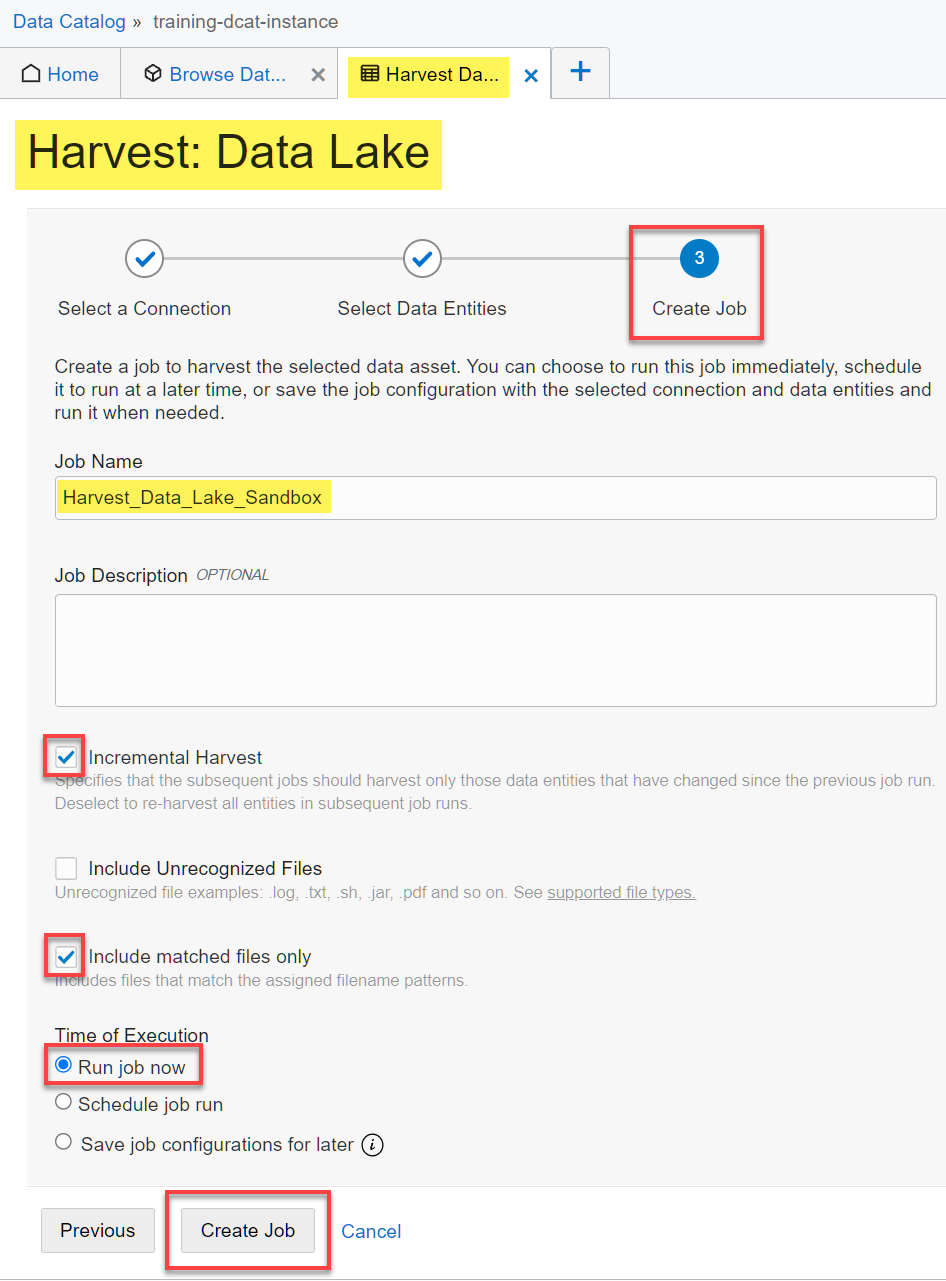 Data Catalog » training-dcat-instance
Home
Browse Dat...
Harvest Da...
Harvest: Data Lake
3
Select a Connection
Select Data Entities
Create Job
Create a job to harvest the selected data asset. You can choose to run this job immediately, schedule
it to run at a later time, or save the job configuration with the selected connection and data entities and
run it when needed.
Job Name
Harvest_Data_Lake_Sandbox
Job Description OPTIONAL
Incremental Harvest
Specifies that the subsequent jobs should harvest only those data entities that have changed since the previous job run.
Deselect to re-harvest all entities in subsequent job runs.
Include Unrecognized Files
Unrecognized file examples: .log, .txt, .sh, .jar, .pdf and so on. See supported file types.
Include matched files only
Includes files that match the assigned filename patterns.
Time of Execution
Run job now
Schedule job run
Save job configurations for later i
Previous
Create Job
Cancel